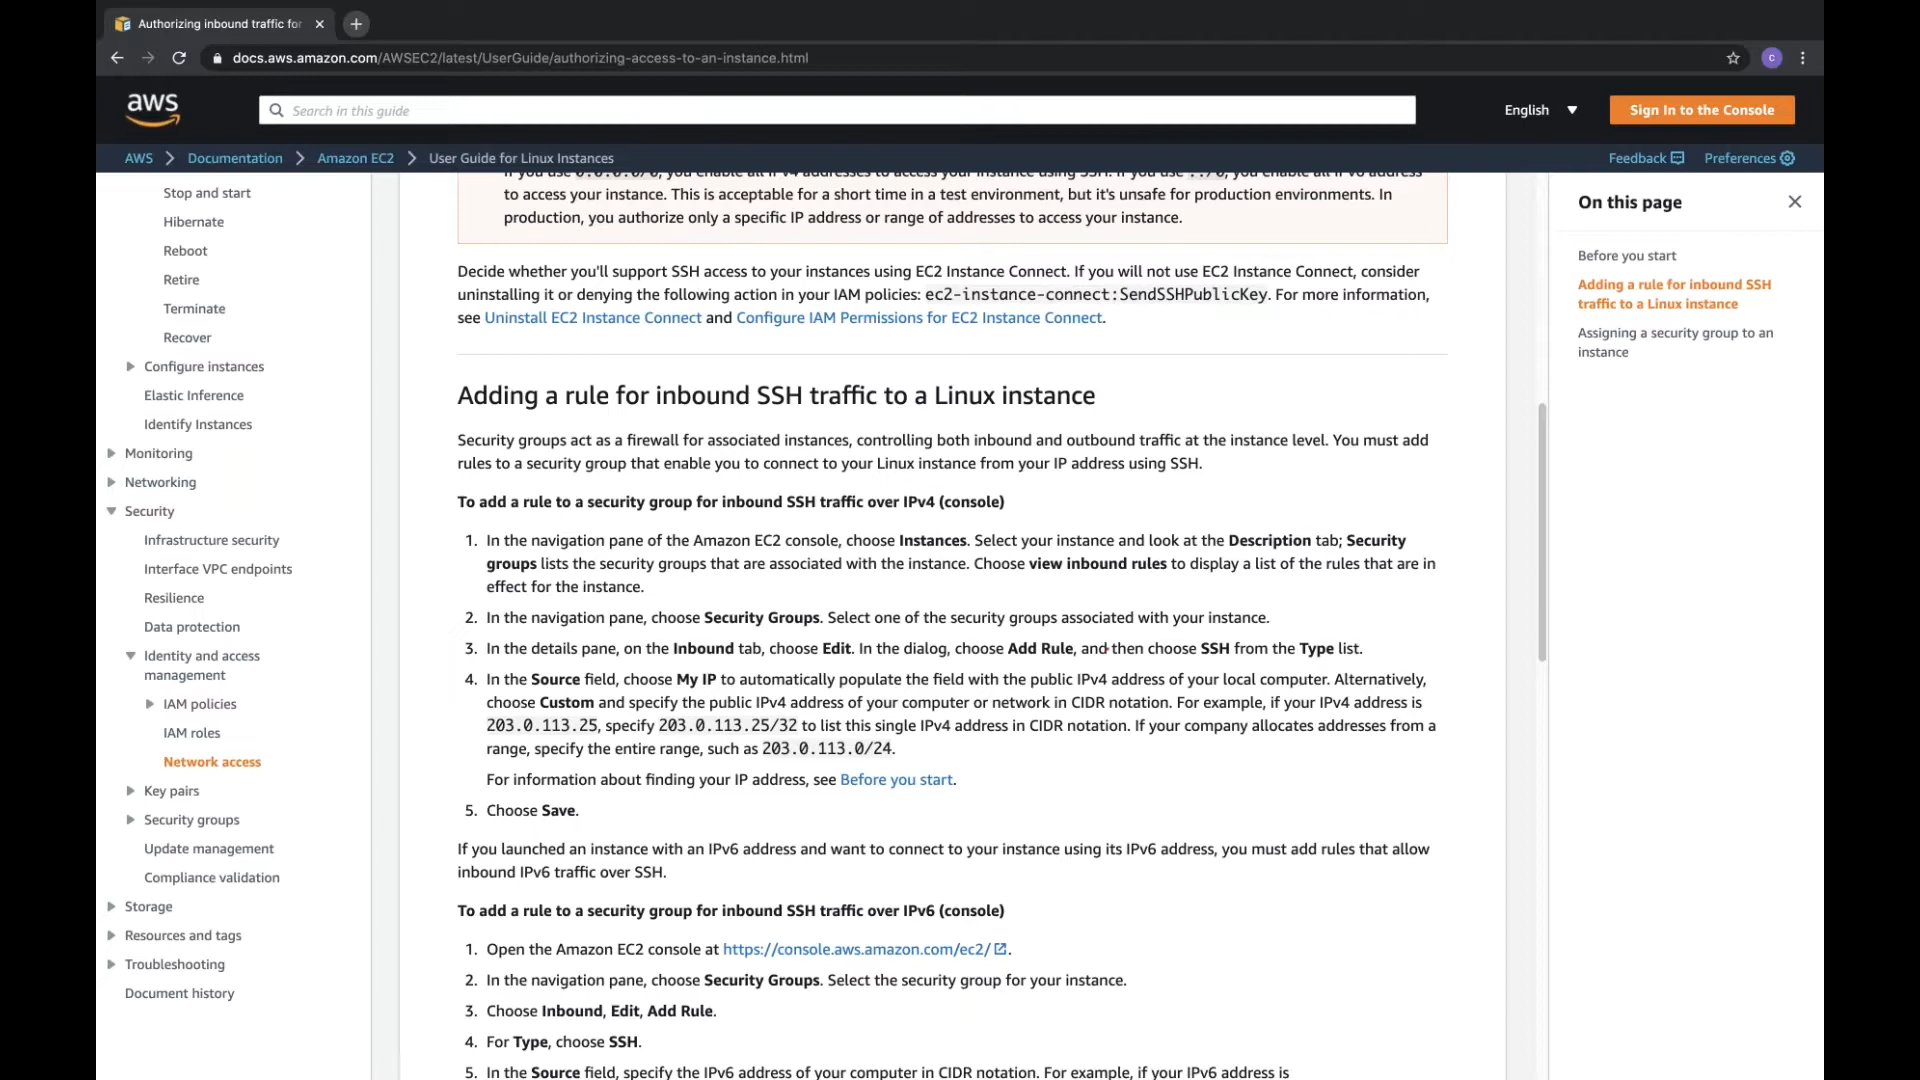 Authorizing inbound traffic for
docs.aws.amazon.com/AWSEC2/latest/UserGuide/authorizing-access-to-an-instance.html
C
aws
Search in this guide
English
Sign In to the Console
AWS
Documentation
Amazon EC2
User Guide for Linux Instances
Feedback
Preferences
Stop and start
Hibernate
Reboot
Retire
Terminate
Recover
Configure instances
Elastic Inference
Identify Instances
Monitoring
Networking
Security
Infrastructure security
Interface VPC endpoints
Resilience
Data protection
Identity and access
management
IAM policies
IAM roles
Network access
Key pairs
Security groups
Update management
Compliance validation
Storage
Resources and tags
Troubleshooting
Document history
If you use 0.0.0.0/0, you enable all IPv4 addresses to access your instance using SSH. If you use ::/0, you enable all IPv6 address
to access your instance. This is acceptable for a short time in a test environment, but it's unsafe for production environments. In
production, you authorize only a specific IP address or range of addresses to access your instance.
Decide whether you'll support SSH access to your instances using EC2 Instance Connect. If you will not use EC2 Instance Connect, consider
uninstalling it or denying the following action in your IAM policies: ec2-instance-connect:SendSSHPublicKey. For more information,
see Uninstall EC2 Instance Connect and Configure IAM Permissions for EC2 Instance Connect.
Adding a rule for inbound SSH traffic to a Linux instance
Security groups act as a firewall for associated instances, controlling both inbound and outbound traffic at the instance level. You must add
rules to a security group that enable you to connect to your Linux instance from your IP address using SSH.
To add a rule to a security group for inbound SSH traffic over IPv4 (console)
1. In the navigation pane of the Amazon EC2 console, choose Instances. Select your instance and look at the Description tab; Security
groups lists the security groups that are associated with the instance. Choose view inbound rules to display a list of the rules that are in
effect for the instance.
2. In the navigation pane, choose Security Groups. Select one of the security groups associated with your instance.
3. In the details pane, on the Inbound tab, choose Edit. In the dialog, choose Add Rule, and then choose SSH from the Type list.
4. In the Source field, choose My IP to automatically populate the field with the public IPv4 address of your local computer. Alternatively,
choose Custom and specify the public IPv4 address of your computer or network in CIDR notation. For example, if your IPv4 address is
203.0.113.25, specify 203.0.113.25/32 to list this single IPv4 address in CIDR notation. If your company allocates addresses from a
range, specify the entire range, such as 203.0.113.0/24.
For information about finding your IP address, see Before you start.
5. Choose Save.
If you launched an instance with an IPv6 address and want to connect to your instance using its IPv6 address, you must add rules that allow
inbound IPv6 traffic over SSH.
To add a rule to a security group for inbound SSH traffic over IPv6 (console)
1. Open the Amazon EC2 console at https://console.aws.amazon.com/ec2/.
2. In the navigation pane, choose Security Groups. Select the security group for your instance.
3. Choose Inbound, Edit, Add Rule.
4. For Type, choose SSH.
5. In the Source field, specify the IPv6 address of your computer in CIDR notation. For example, if your IPv6 address is
On this page
Before you start
Adding a rule for inbound SSH
traffic to a Linux instance
Assigning a security group to an
instance